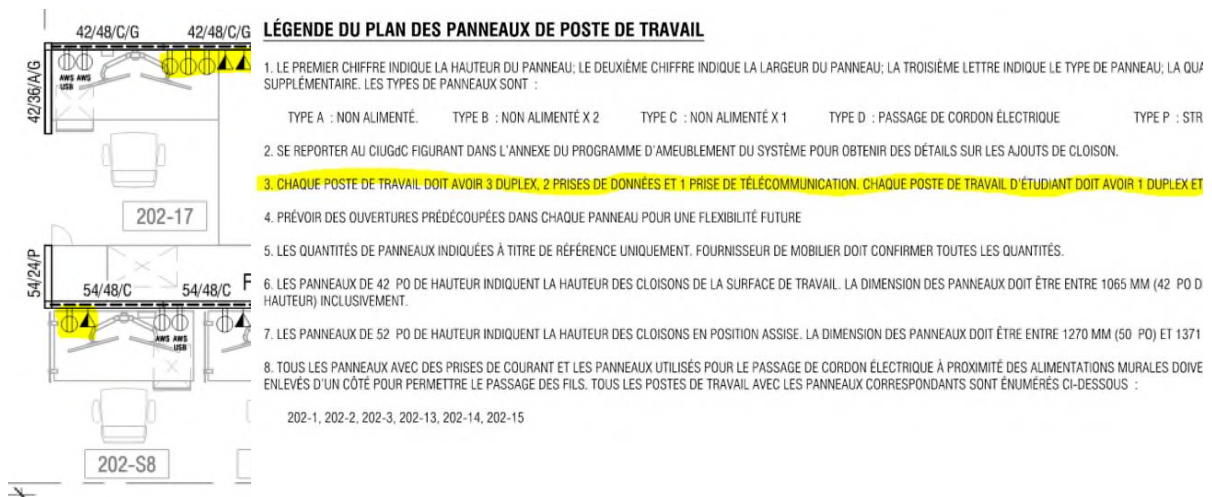 42/48/C/G 42/48/C/G
AWS AWS
USB
42/36/A/G
202-17
54/24/P
54/48/C 54/48/C F
AWS AWS
USB
202-S8
LÉGENDE DU PLAN DES PANNEAUX DE POSTE DE TRAVAIL
1. LE PREMIER CHIFFRE INDIQUE LA HAUTEUR DU PANNEAU; LE DEUXIÈME CHIFFRE INDIQUE LA LARGEUR DU PANNEAU; LA TROISIÈME LETTRE INDIQUE LE TYPE DE PANNEAU; LA QUA
SUPPLÉMENTAIRE. LES TYPES DE PANNEAUX SONT :
TYPE A : NON ALIMENTÉ. TYPE B : NON ALIMENTÉ X 2 TYPE C : NON ALIMENTÉ X 1 TYPE D : PASSAGE DE CORDON ÉLECTRIQUE TYPE P : STR
2. SE REPORTER AU CIUGdC FIGURANT DANS L'ANNEXE DU PROGRAMME D'AMEUBLEMENT DU SYSTÈME POUR OBTENIR DES DÉTAILS SUR LES AJOUTS DE CLOISON.
3. CHAQUE POSTE DE TRAVAIL DOIT AVOIR 3 DUPLEX, 2 PRISES DE DONNÉES ET 1 PRISE DE TÉLÉCOMMUNICATION. CHAQUE POSTE DE TRAVAIL D'ÉTUDIANT DOIT AVOIR 1 DUPLEX ET
4. PRÉVOIR DES OUVERTURES PRÉDÉCOUPÉES DANS CHAQUE PANNEAU POUR UNE FLEXIBILITÉ FUTURE
5. LES QUANTITÉS DE PANNEAUX INDIQUÉES À TITRE DE RÉFÉRENCE UNIQUEMENT. FOURNISSEUR DE MOBILIER DOIT CONFIRMER TOUTES LES QUANTITÉS.
6. LES PANNEAUX DE 42 PO DE HAUTEUR INDIQUENT LA HAUTEUR DES CLOISONS DE LA SURFACE DE TRAVAIL. LA DIMENSION DES PANNEAUX DOIT ÊTRE ENTRE 1065 MM (42 PO D
HAUTEUR) INCLUSIVEMENT.
7. LES PANNEAUX DE 52 PO DE HAUTEUR INDIQUENT LA HAUTEUR DES CLOISONS EN POSITION ASSISE. LA DIMENSION DES PANNEAUX DOIT ÊTRE ENTRE 1270 MM (50 PO) ET 1371
8. TOUS LES PANNEAUX AVEC DES PRISES DE COURANT ET LES PANNEAUX UTILISÉS POUR LE PASSAGE DE CORDON ÉLECTRIQUE À PROXIMITÉ DES ALIMENTATIONS MURALES DOIVE
ENLEVÉS D'UN CÔTÉ POUR PERMETTRE LE PASSAGE DES FILS. TOUS LES POSTES DE TRAVAIL AVEC LES PANNEAUX CORRESPONDANTS SONT ÉNUMÉRÉS CI-DESSOUS :
202-1, 202-2, 202-3, 202-13, 202-14, 202-15